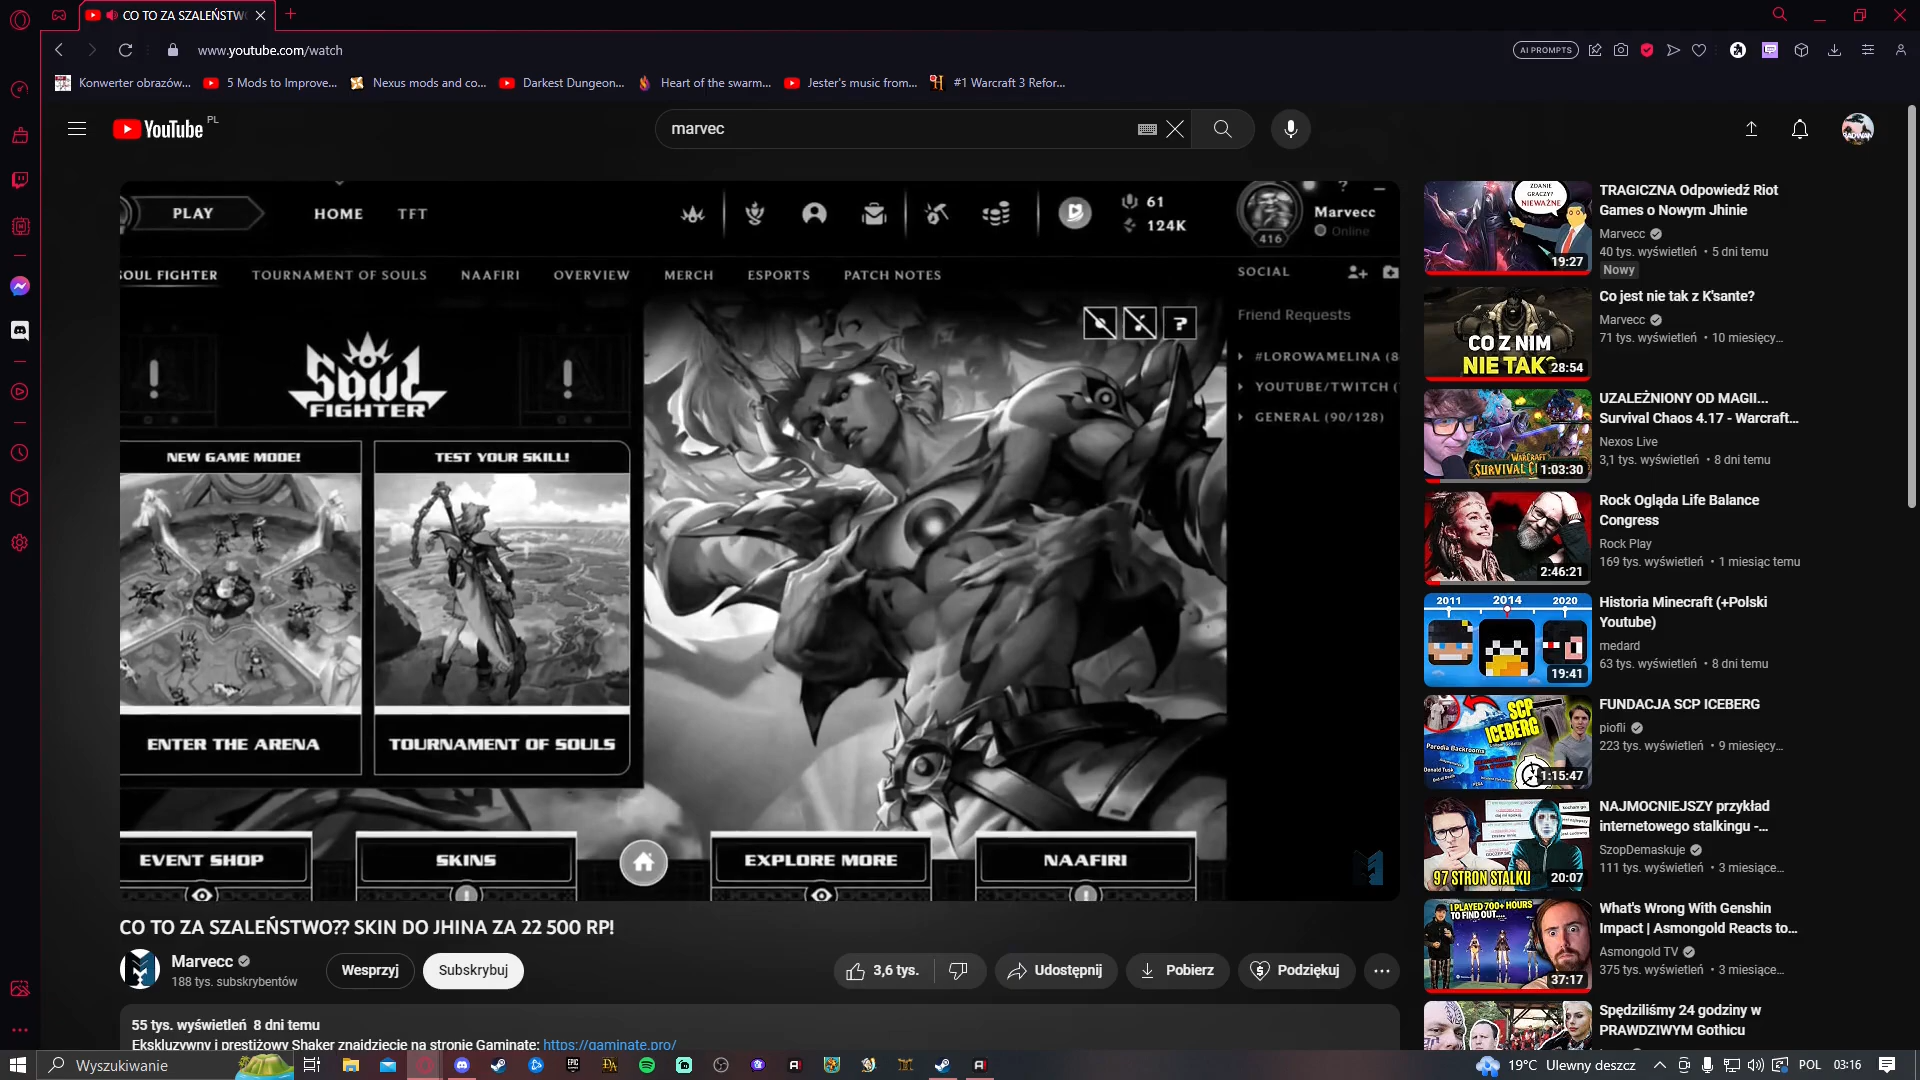 CO TO ZA SZALEŃSTW
www.youtube.com/watch
AI PROMPTS
Konwerter obrazów...
5 Mods to Improve...
Nexus mods and co...
Darkest Dungeon...
Heart of the swarm...
Jester's music from...
#1 Warcraft 3 Refor...
YouTube PL
marvec
PLAY
HOME
TFT
61
124K
416
Marvecc
Online
SOUL FIGHTER
TOURNAMENT OF SOULS
NAAFIRI
OVERVIEW
MERCH
ESPORTS
PATCH NOTES
SOCIAL
Friend Requests
#LOROWAMELINA (8
YOUTUBE/TWITCH (
GENERAL (90/128)
SOUL
FIGHTER
NEW GAME MODE!
TEST YOUR SKILL!
ENTER THE ARENA
TOURNAMENT OF SOULS
EVENT SHOP
SKINS
EXPLORE MORE
NAAFIRI
CO TO ZA SZALEŃSTWO?? SKIN DO JHINA ZA 22 500 RP!
Marvecc
188 tys. subskrybentów
Wesprzyj
Subskrybuj
3,6 tys.
Udostępnij
Pobierz
Podziękuj
55 tys. wyświetleń 8 dni temu
Ekskluzywny i prestiżowy Shaker znajdziecie na stronie Gaminate: https://gaminate.pro/
ZDANIE
GRACZY?
NIEWAŻNE
19:27
TRAGICZNA Odpowiedź Riot
Games o Nowym Jhinie
Marvecc
40 tys. wyświetleń • 5 dni temu
Nowy
CO Z NIM
NIE TAK?
28:54
Co jest nie tak z K'sante?
Marvecc
71 tys. wyświetleń • 10 miesięcy...
WARCRAFT
SURVIVAL C
1:03:30
UZALEŻNIONY OD MAGII...
Survival Chaos 4.17 - Warcraft...
Nexos Live
3,1 tys. wyświetleń • 8 dni temu
2:46:21
Rock Ogląda Life Balance
Congress
Rock Play
169 tys. wyświetleń • 1 miesiąc temu
2011 2014 2020
19:41
Historia Minecraft (+Polski
Youtube)
medard
63 tys. wyświetleń • 8 dni temu
SCP
ICEBERG
Parodia Backrooms
Donald Tusk
1:15:47
FUNDACJA SCP ICEBERG
piofli
223 tys. wyświetleń • 9 miesięcy...
97 STRON STALKU
20:07
NAJMOCNIEJSZY przykład
internetowego stalkingu -...
SzopDemaskuje
111 tys. wyświetleń • 3 miesiące...
I PLAYED 700+ HOURS
TO FIND OUT....
37:17
What's Wrong With Genshin
Impact | Asmongold Reacts to...
Asmongold TV
375 tys. wyświetleń • 3 miesiące...
Spędziliśmy 24 godziny w
PRAWDZIWYM Gothicu
Wyszukiwanie
19°C Ulewny deszcz
POL
03:16